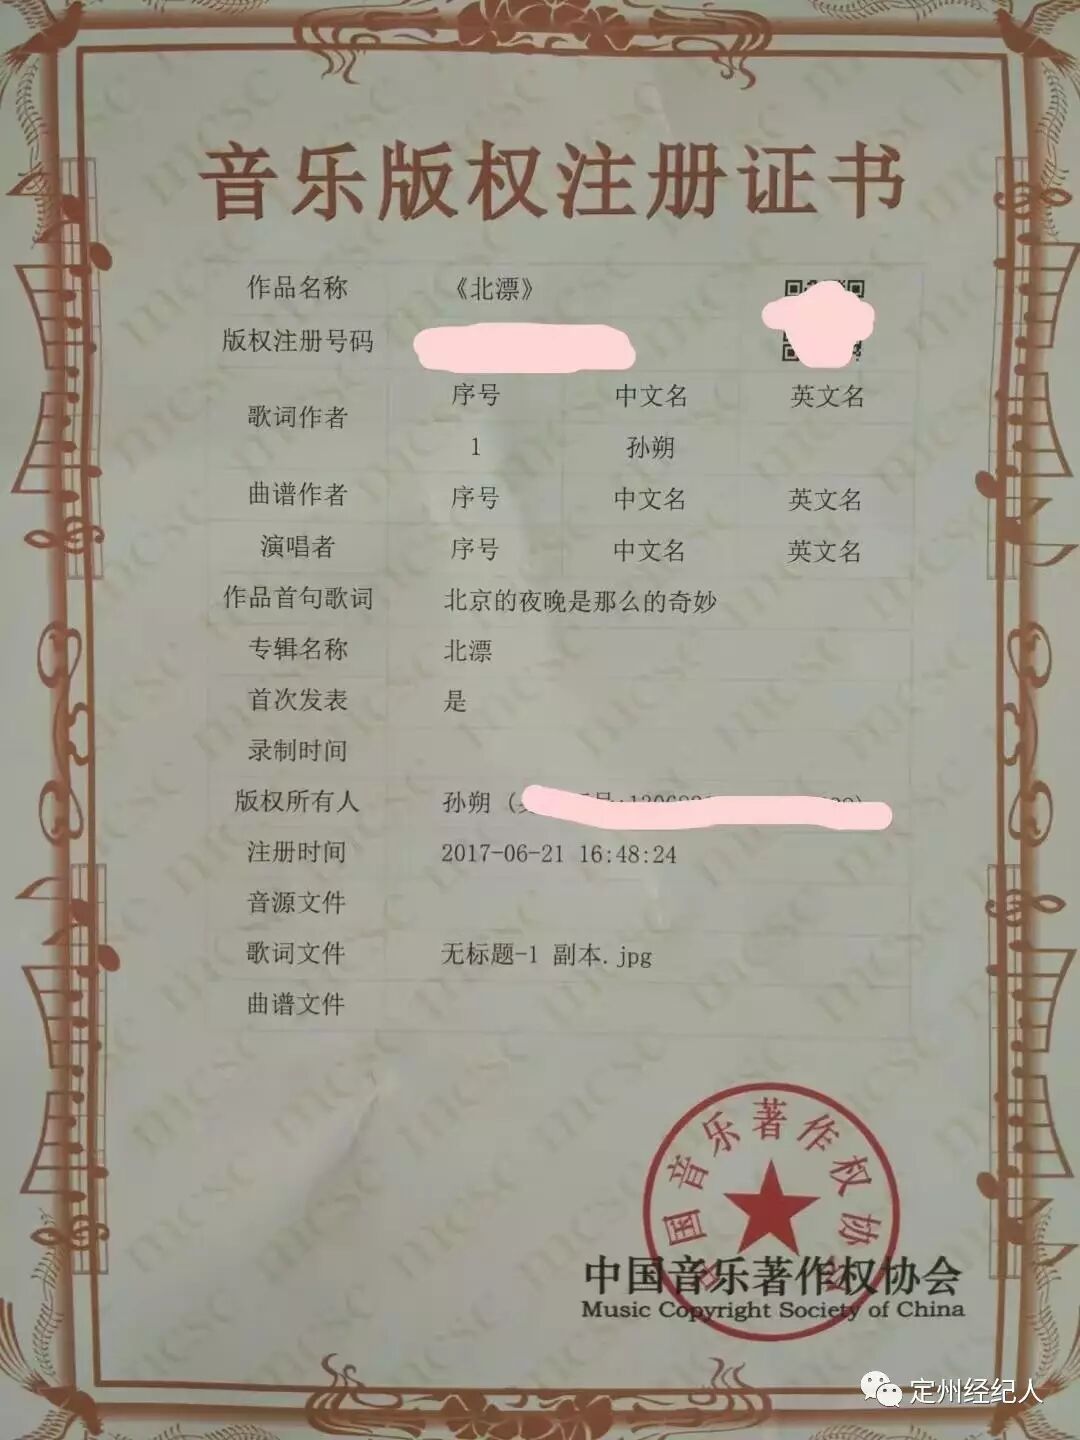 音乐版权注册证书
作品名称 《北漂》
版权注册号码
歌词作者 序号 中文名 英文名
1 孙朔
曲谱作者 序号 中文名 英文名
演唱者 序号 中文名 英文名
作品首句歌词 北京的夜晚是那么的奇妙
专辑名称 北漂
首次发表 是
录制时间
版权所有人 孙朔(
注册时间 2017-06-21 16:48:24
音源文件
歌词文件 无标题-1 副本.jpg
曲谱文件
中国音乐著作权协会
中国音乐著作权协会
Music Copyright Society of China
定州经纪人